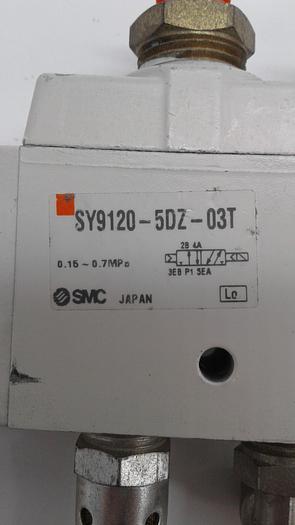 SY9120-5DZ-03T
0.15~0.7MPa
2B 4A
3EB P1 5EA
SMC JAPAN
Lo